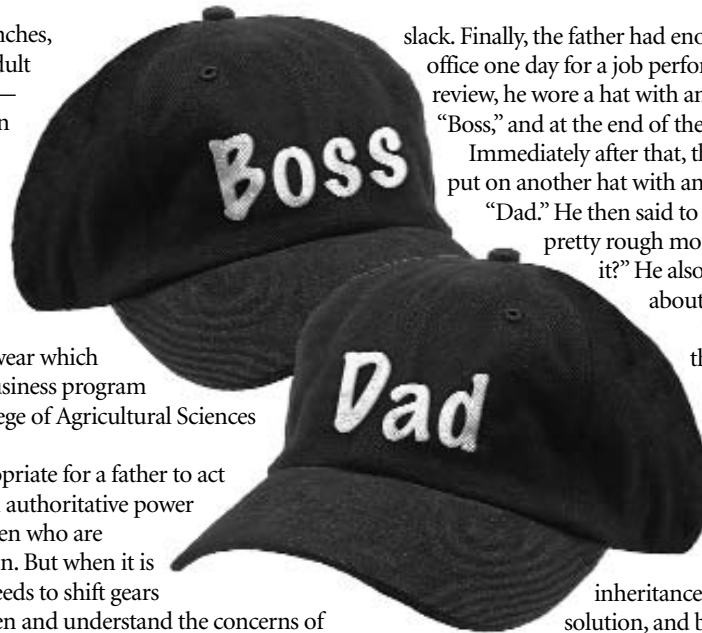 nches,
dult
—
n
wear which
usiness program
ege of Agricultural Sciences
opriate for a father to act
authoritative power
en who are
n. But when it is
eeds to shift gears
en and understand the concerns of
Boss
Dad
slack. Finally, the father had eno
office one day for a job perfor
review, he wore a hat with an
“Boss,” and at the end of the
Immediately after that, th
put on another hat with an
“Dad.” He then said to
pretty rough mo
it?” He also
about
th
inheritance
solution, and b